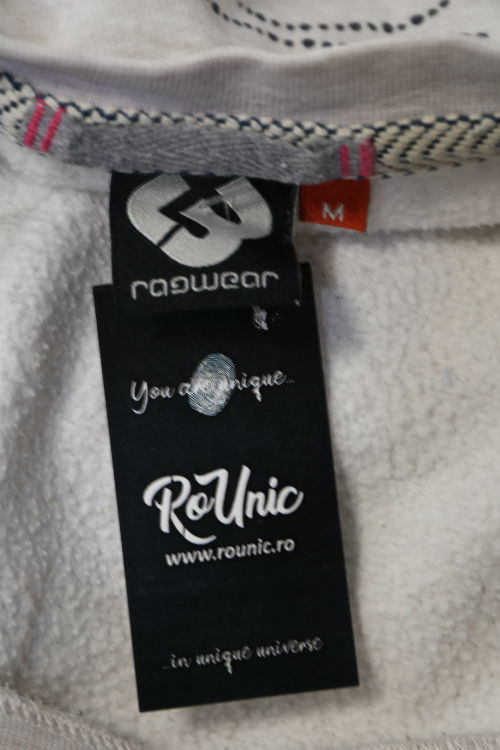 M
ragwear
You are unique...
RoUnic
www.rounic.ro
...in unique universe